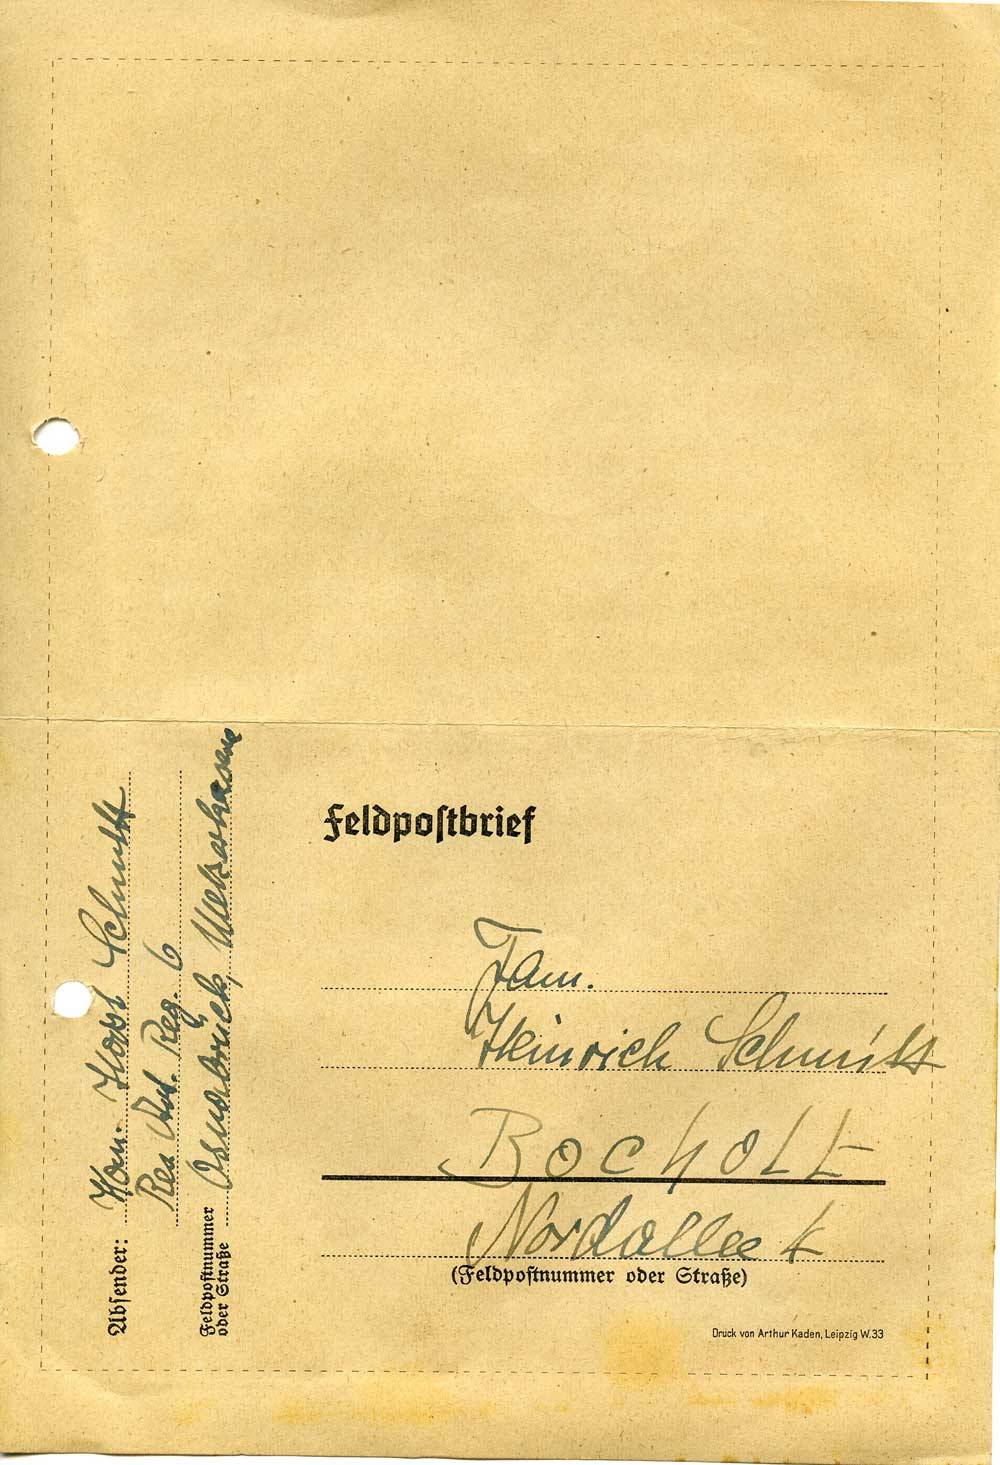 Feldpostbrief
Fam.
Heinrich Schmitt
Bocholt
Nordallee 4
(Feldpostnummer oder Straße)
Druck von Arthur Kaden, Leipzig W.33
Absender: Kan. Horst Schmitt
Res. Art. Reg. 6
Feldpostnummer
oder Straße
Osnabrück,